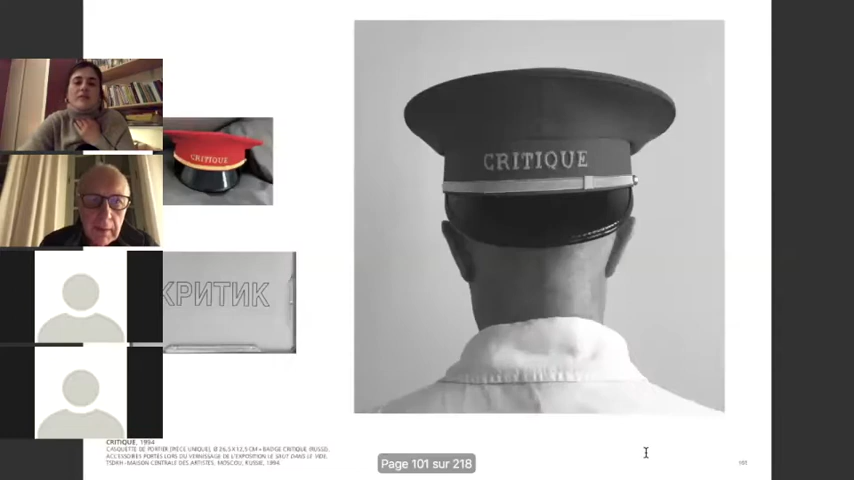 CRITIQUE
CRITIQUE
КРИТИК
CRITIQUE, 1994
CASQUETTE DE PORTIER (PIÈCE UNIQUE), Ø 26,5 X 12,5 CM + BADGE CRITIQUE (RUSSE).
ACCESSOIRES PORTÉS LORS DU VERNISSAGE DE L'EXPOSITION LE SAUT DANS LE VIDE.
TSDRH - MAISON CENTRALE DES ARTISTES, MOSCOU, RUSSIE, 1994
Page 101 sur 218